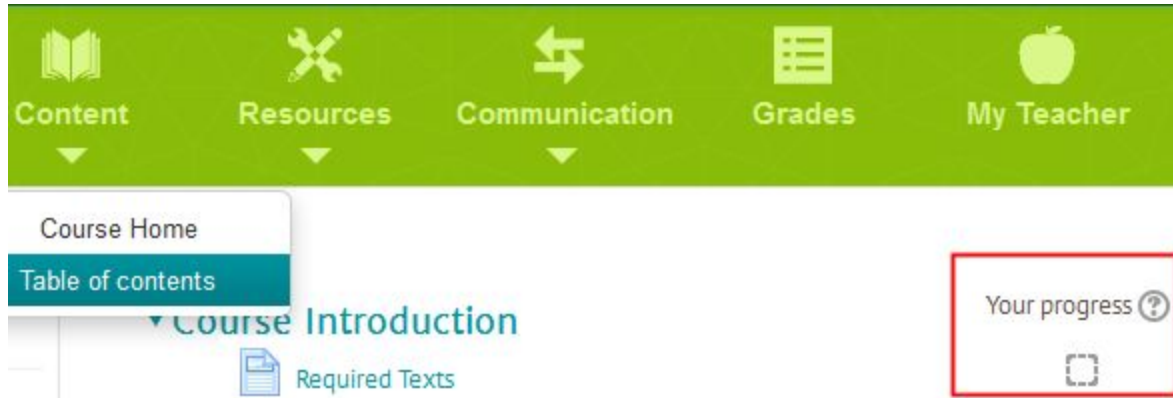 Content Resources Communication Grades My Teacher
Course Home
Table of contents
Your progress ?
Course Introduction
Required Texts